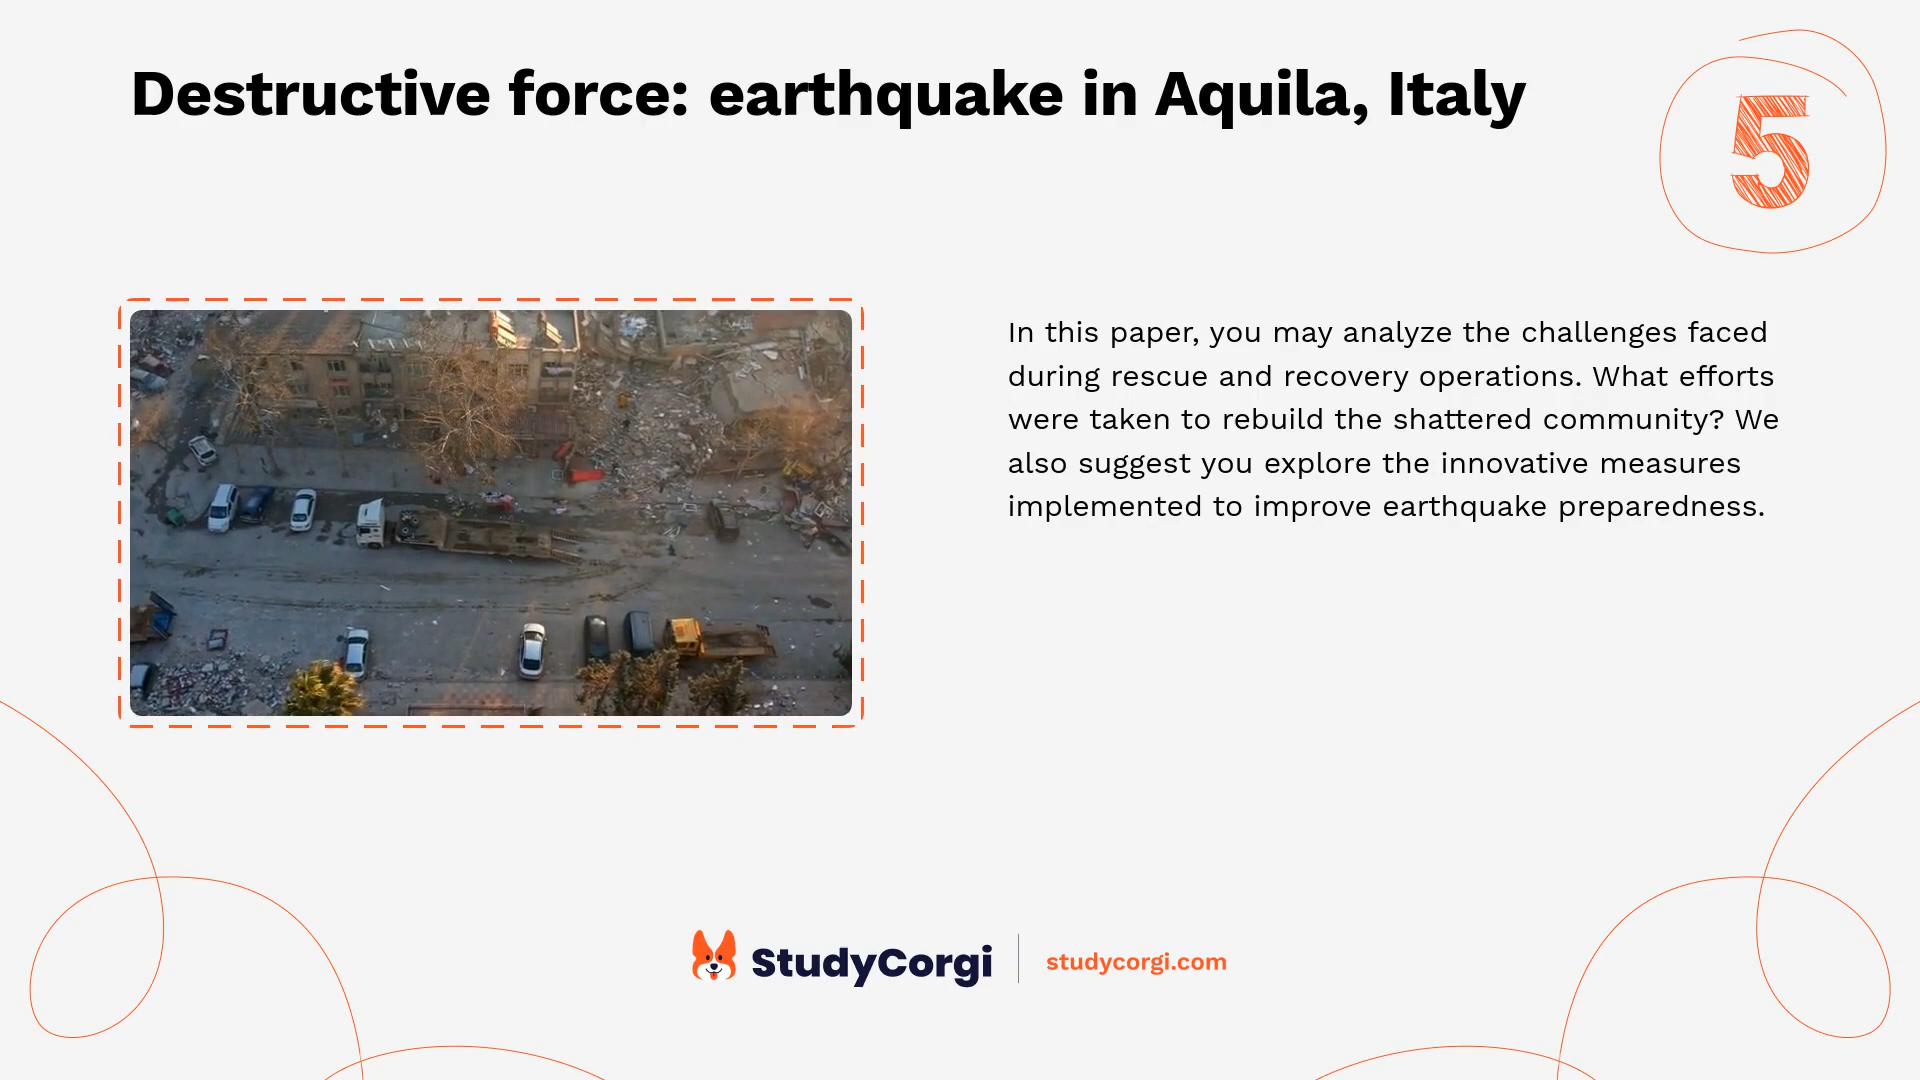 Destructive force: earthquake in Aquila, Italy
5
In this paper, you may analyze the challenges faced
during rescue and recovery operations. What efforts
were taken to rebuild the shattered community? We
also suggest you explore the innovative measures
implemented to improve earthquake preparedness.
StudyCorgi
studycorgi.com